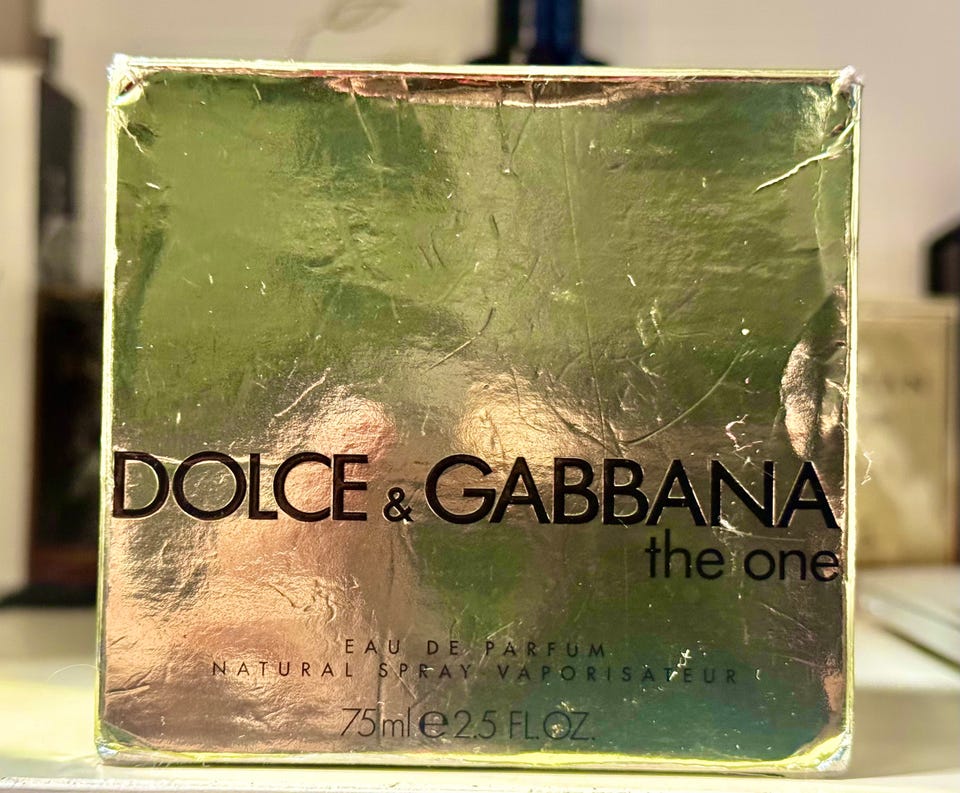 DOLCE & GABBANA
the one
EAU DE PARFUM
NATURAL SPRAY VAPORISATEUR
75ml e 2.5 FL.OZ.